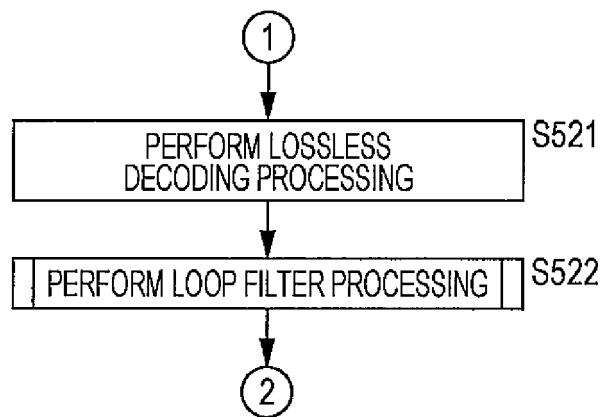 1
PERFORM LOSSLESS
DECODING PROCESSING
S521
PERFORM LOOP FILTER PROCESSING
S522
2